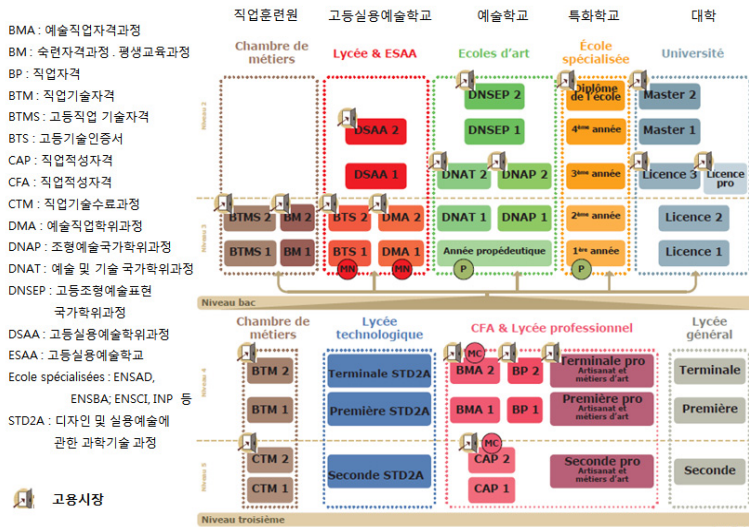 직업훈련원
고등실용예술학교
예술학교
특화학교
대학
BMA : 예술직업자격과정
BM : 숙련자격과정 . 평생교육과정
BP : 직업자격
BTM : 직업기술자격
BTMS : 고등직업 기술자격
BTS : 고등기술인증서
CAP : 직업적성자격
CFA : 직업적성자격
CTM : 직업기술수료과정
DMA : 예술직업학위과정
DNAP : 조형예술국가학위과정
DNAT : 예술 및 기술 국가학위과정
DNSEP : 고등조형예술표현
국가학위과정
DSAA : 고등실용예술학위과정
ESAA : 고등실용예술학교
Ecole spécialisées : ENSAD,
ENSBA; ENSCI, INP 등
STD2A : 디자인 및 실용예술에
관한 과학기술 과정
고용시장
Chambre de
métiers
Lycée & ESAA
Ecoles d'art
École
spécialisée
Université
Niveau 2
DNSEP 2
Diplôme
de l'école
Master 2
DSAA 2
DNSEP 1
4ème année
Master 1
DSAA 1
DNAT 2
DNAP 2
3ème année
Licence 3
Licence
pro
Niveau 3
BTMS 2
BM 2
BTS 2
DMA 2
DNAT 1
DNAP 1
2ème année
Licence 2
BTMS 1
BM 1
BTS 1
DMA 1
Année propédeutique
1ère année
Licence 1
MN
MN
P
P
Niveau bac
Chambre de
métiers
Lycée
technologique
CFA & Lycée professionnel
Lycée
général
Niveau 4
BTM 2
Terminale STD2A
BMA 2
MC
BP 2
Terminale pro
Artisanat et
métiers d'art
Terminale
BTM 1
Première STD2A
BMA 1
BP 1
Première pro
Artisanat et
métiers d'art
Première
Niveau 5
CTM 2
Seconde STD2A
CAP 2
MC
Seconde pro
Artisanat et
métiers d'art
Seconde
CTM 1
CAP 1
Niveau troisième